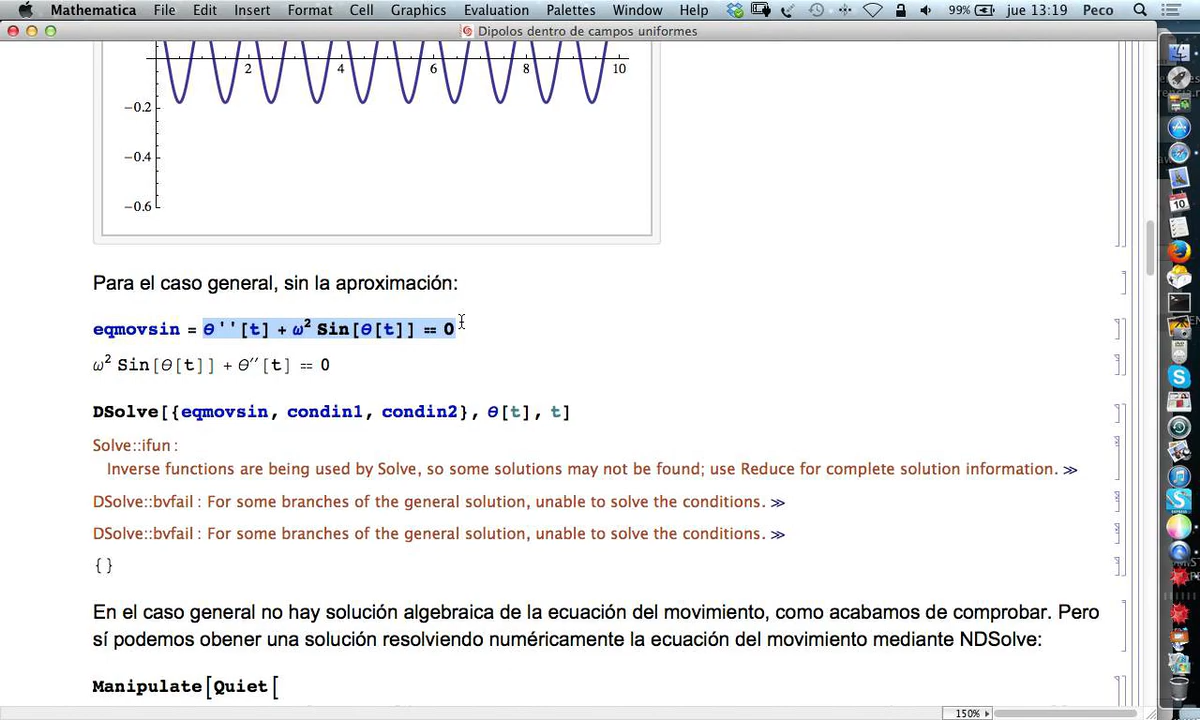 Mathematica File Edit Insert Format Cell Graphics Evaluation Palettes Window Help 99% jue 13:19 Peco
Dipolos dentro de campos uniformes
2 4 6 8 10
−0.2
−0.4
−0.6
Para el caso general, sin la aproximación:
eqmovsin = θ''[t] + ω² Sin[θ[t]] == 0
ω² Sin[θ[t]] + θ′′[t] == 0
DSolve[{eqmovsin, condin1, condin2}, θ[t], t]
Solve::ifun :
Inverse functions are being used by Solve, so some solutions may not be found; use Reduce for complete solution information. ≫
DSolve::bvfail : For some branches of the general solution, unable to solve the conditions. ≫
DSolve::bvfail : For some branches of the general solution, unable to solve the conditions. ≫
{}
En el caso general no hay solución algebraica de la ecuación del movimiento, como acabamos de comprobar. Pero
sí podemos obener una solución resolviendo numéricamente la ecuación del movimiento mediante NDSolve:
Manipulate[Quiet[
150%